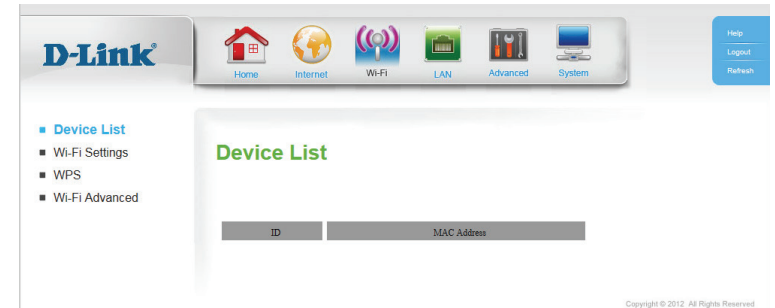 D-Link®
Home Internet Wi-Fi LAN Advanced System
Help
Logout
Refresh
Device List
Wi-Fi Settings
WPS
Wi-Fi Advanced
Device List
ID MAC Address
Copyright © 2012 All Rights Reserved